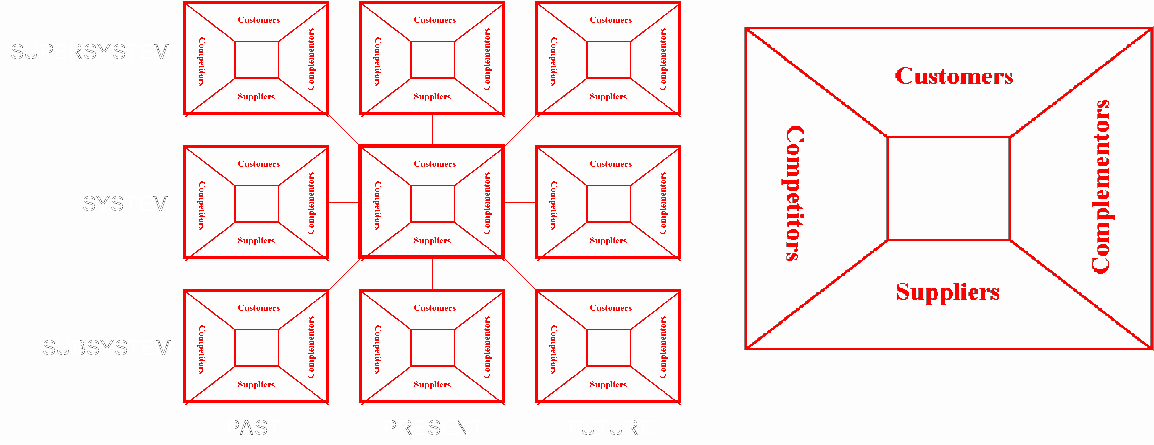 SUPERSYSTEM
Customers
Competitors
Complementors
Suppliers
Customers
Competitors
Complementors
Suppliers
Customers
Competitors
Complementors
Suppliers
SYSTEM
Customers
Competitors
Complementors
Suppliers
Customers
Competitors
Complementors
Suppliers
Customers
Competitors
Complementors
Suppliers
SUBSYSTEM
Customers
Competitors
Complementors
Suppliers
Customers
Competitors
Complementors
Suppliers
Customers
Competitors
Complementors
Suppliers
PAST
PRESENT
FUTURE
Customers
Competitors
Complementors
Suppliers